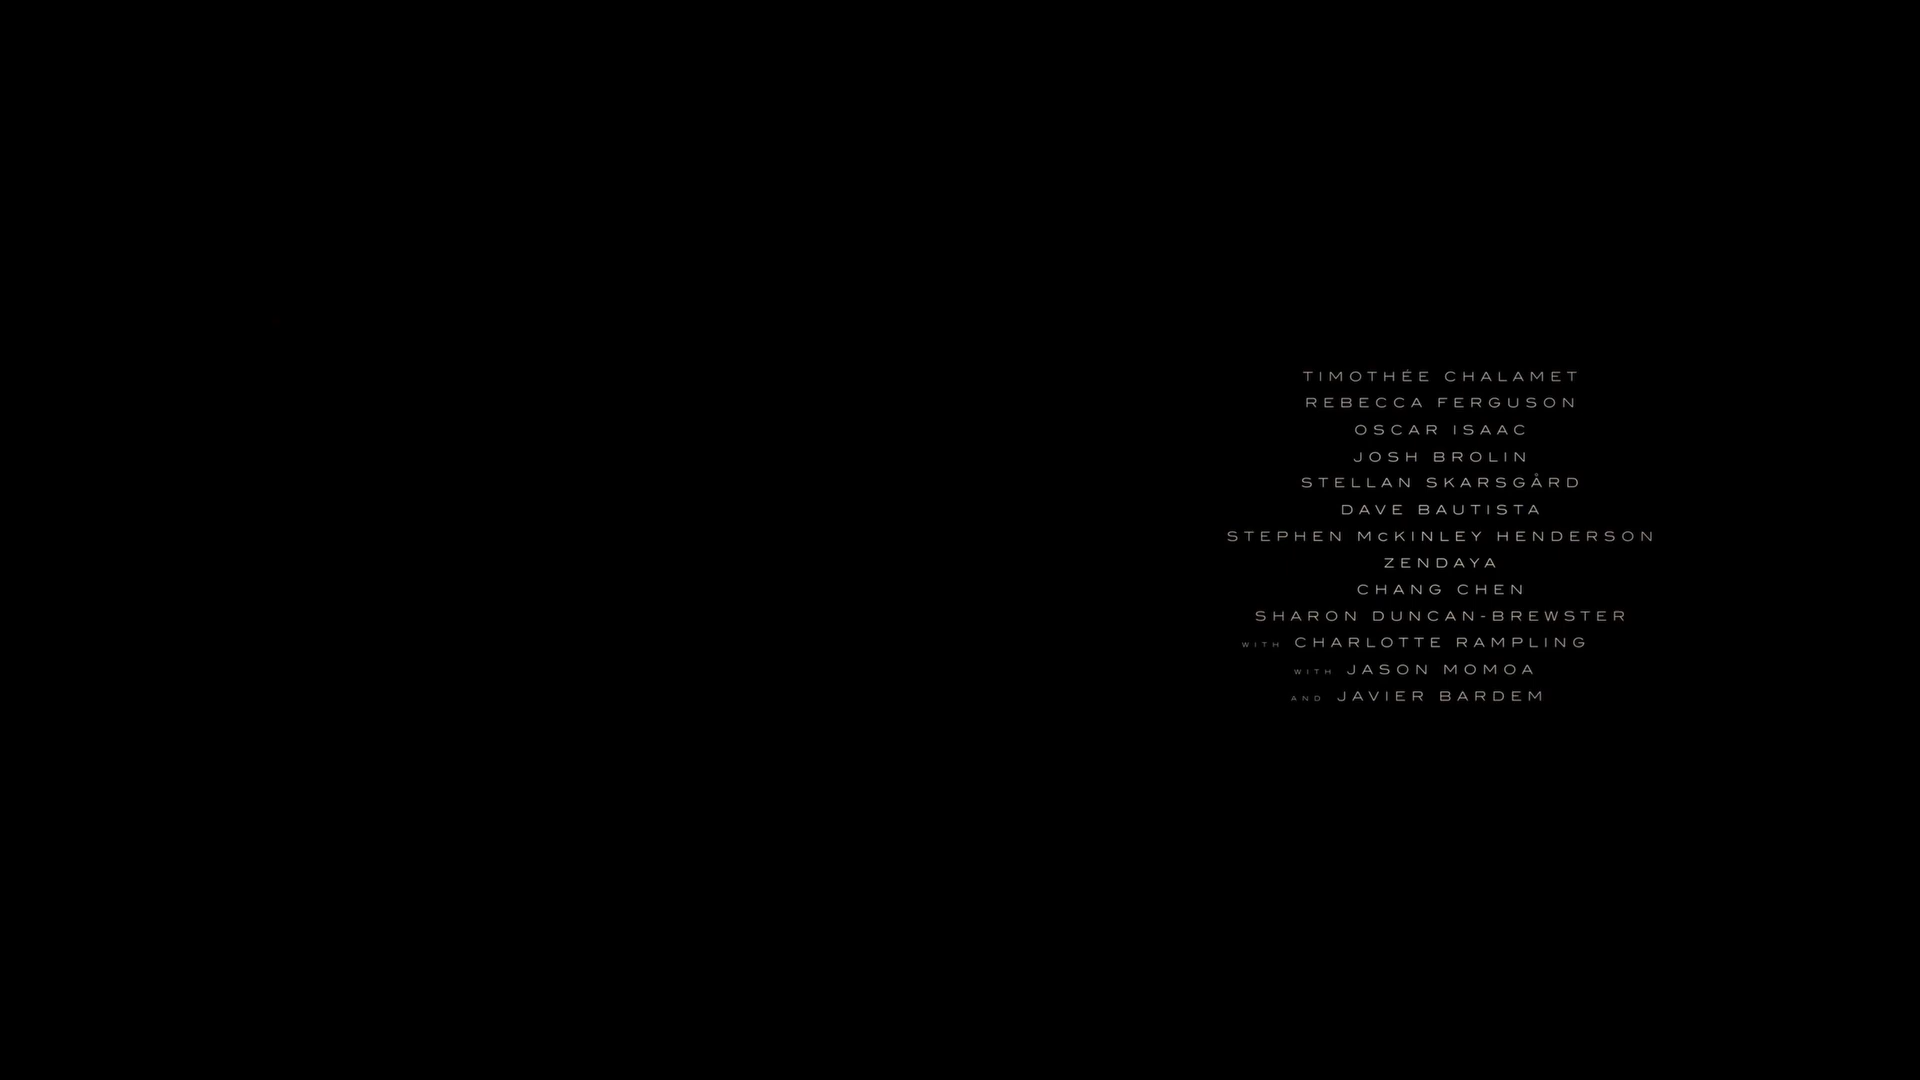 TIMOTHÉE CHALAMET
REBECCA FERGUSON
OSCAR ISAAC
JOSH BROLIN
STELLAN SKARSGÅRD
DAVE BAUTISTA
STEPHEN McKINLEY HENDERSON
ZENDAYA
CHANG CHEN
SHARON DUNCAN-BREWSTER
WITH CHARLOTTE RAMPLING
WITH JASON MOMOA
AND JAVIER BARDEM